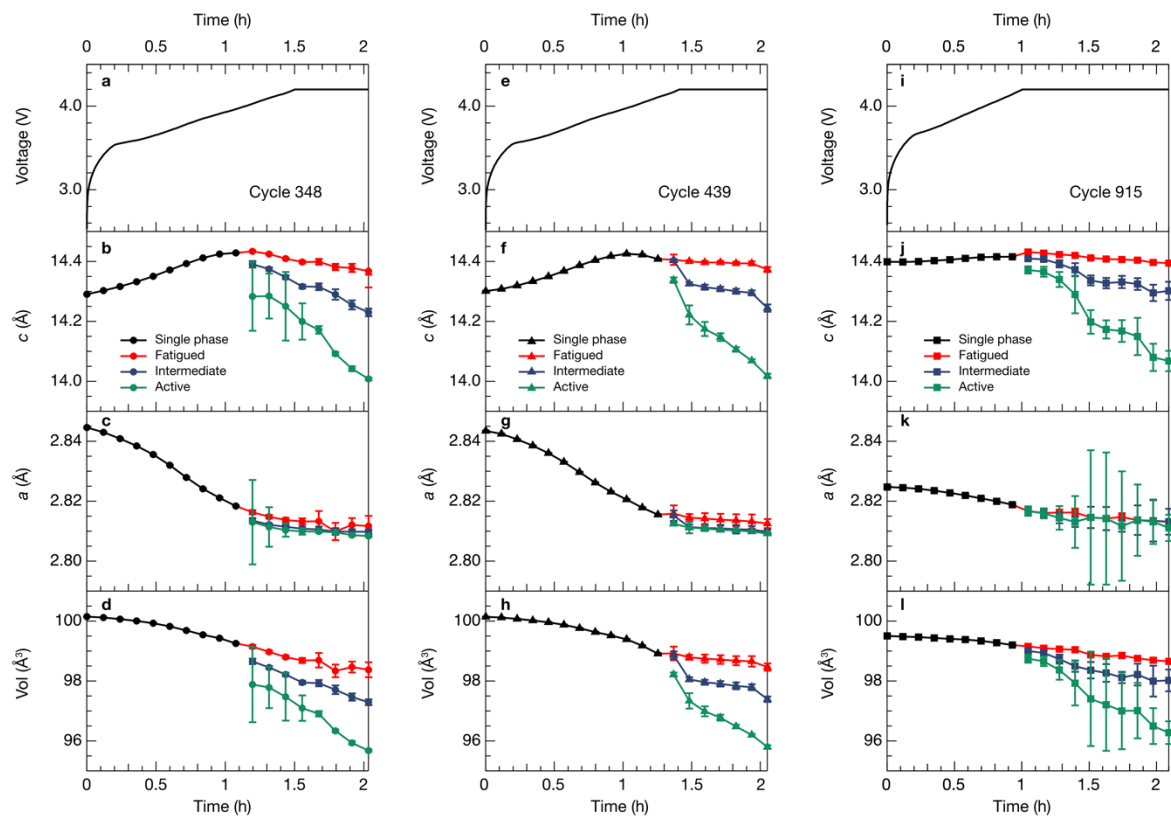 Time (h) Time (h) Time (h)
0 0.5 1 1.5 2 0 0.5 1 1.5 2 0 0.5 1 1.5 2
a e i
Voltage (V) 4.0 3.0 Voltage (V) 4.0 3.0 Voltage (V) 4.0 3.0
Cycle 348 Cycle 439 Cycle 915
b f j
c (Å) 14.4 14.2 14.0 c (Å) 14.4 14.2 14.0 c (Å) 14.4 14.2 14.0
Single phase Single phase Single phase
Fatigued Fatigued Fatigued
Intermediate Intermediate Intermediate
Active Active Active
c g k
a (Å) 2.84 2.82 2.80 a (Å) 2.84 2.82 2.80 a (Å) 2.84 2.82 2.80
d h l
Vol (Å³) 100 98 96 Vol (Å³) 100 98 96 Vol (Å³) 100 98 96
0 0.5 1 1.5 2 0 0.5 1 1.5 2 0 0.5 1 1.5 2
Time (h) Time (h) Time (h)